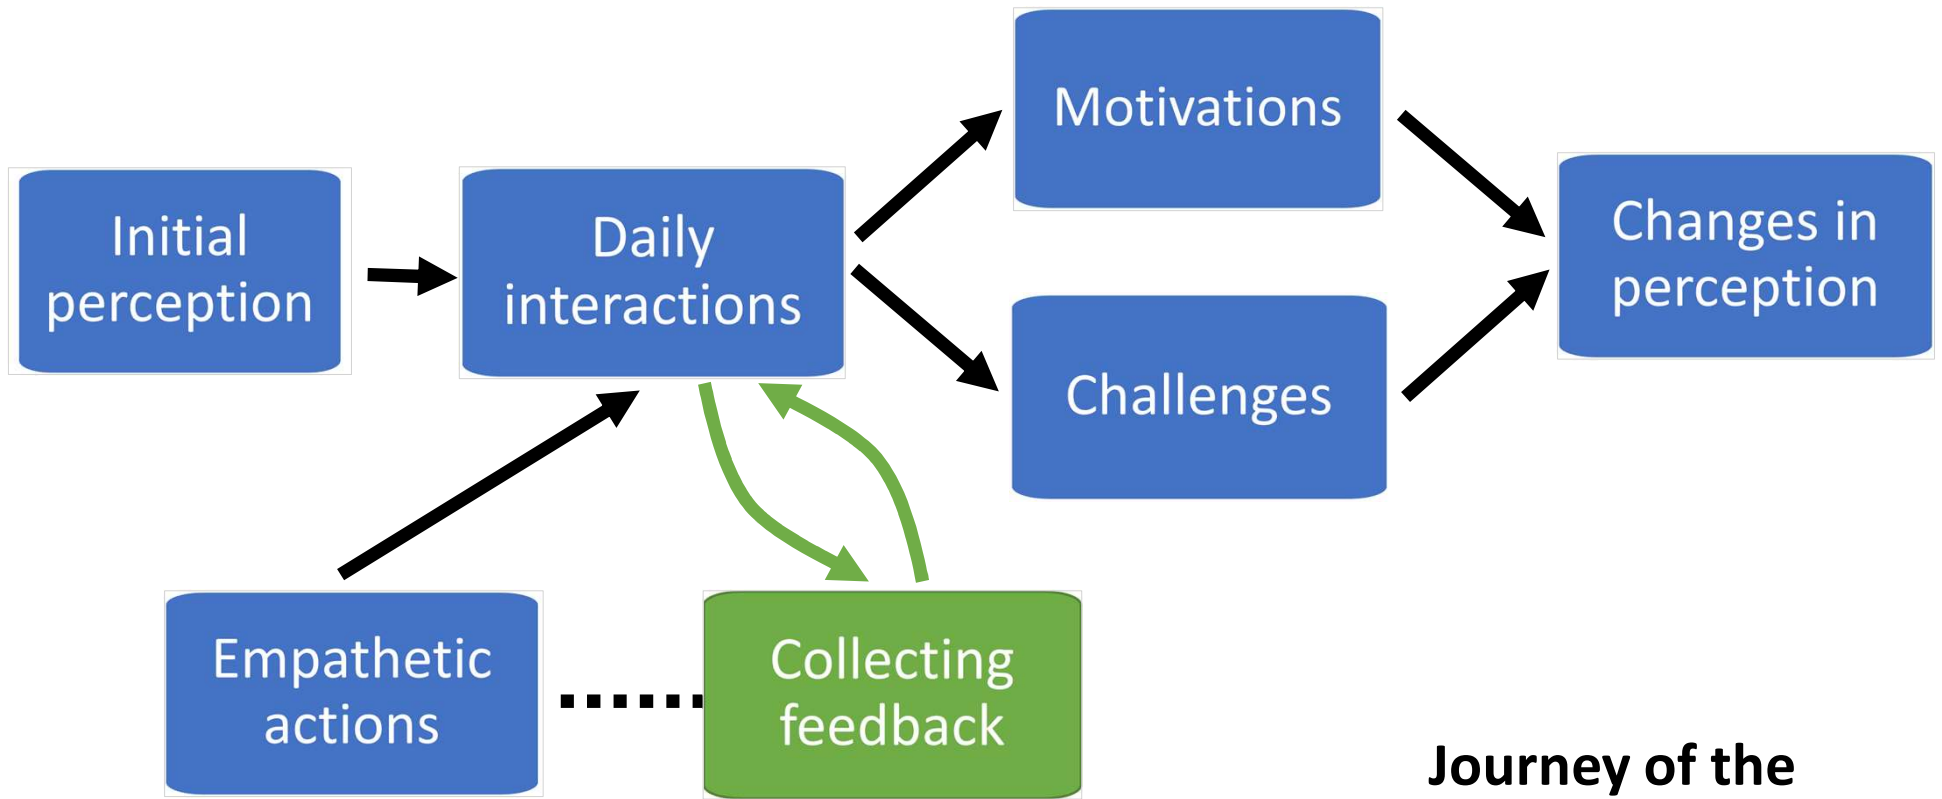 Motivations
Initial
perception
Daily
interactions
Changes in
perception
Challenges
Empathetic
actions
Collecting
feedback
Journey of the